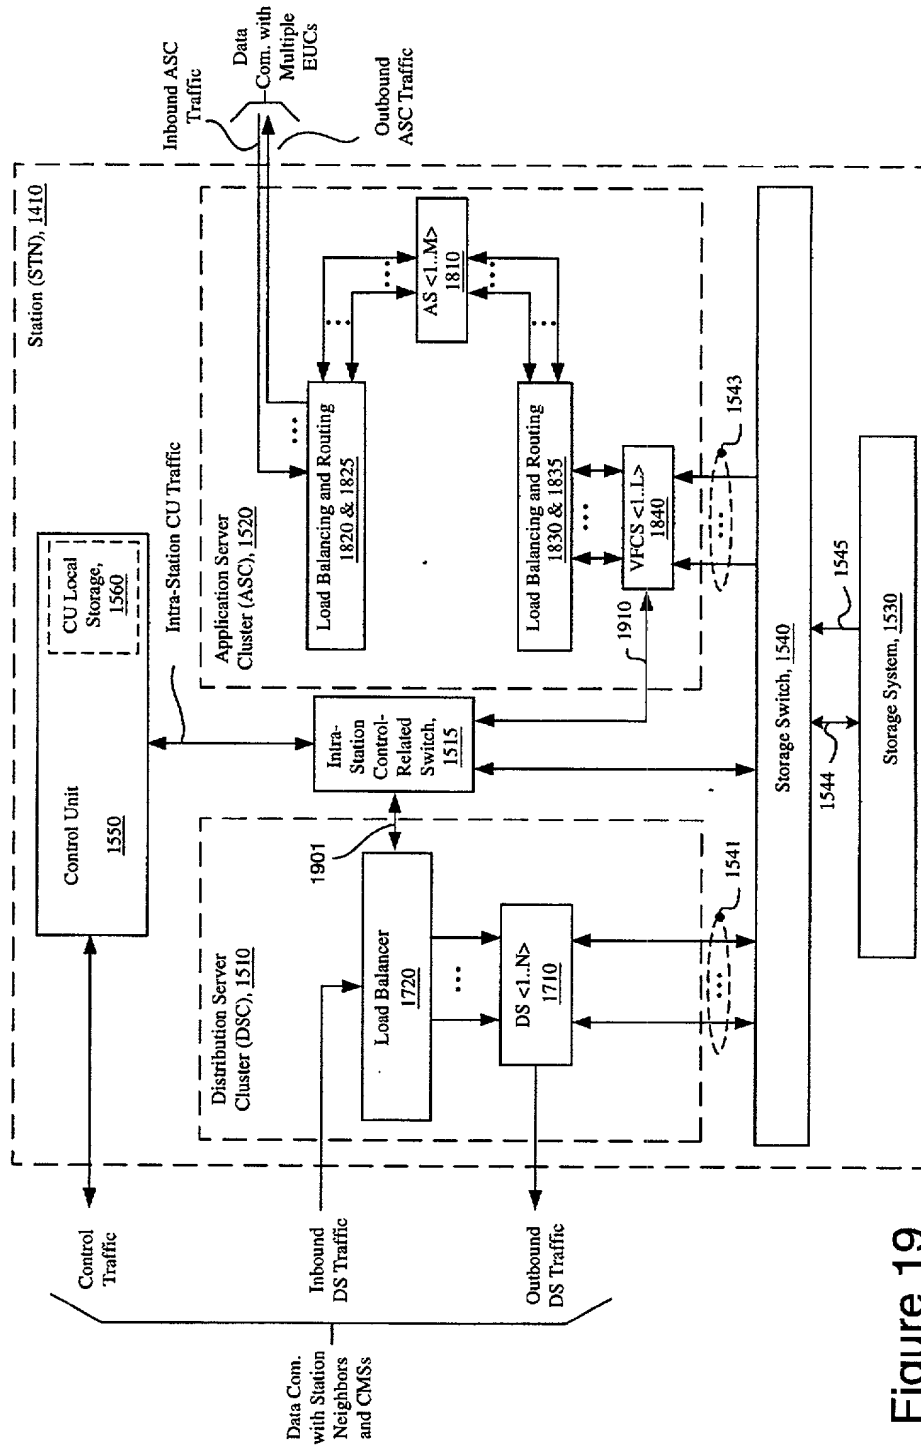 Station (STN), 1410
Control Unit
1550
CU Local
Storage,
1560
Control
Traffic
Intra-Station CU Traffic
Inbound ASC
Traffic
Data
Com. with
Multiple
EUCs
Outbound
ASC Traffic
Data Com.
with Station
Neighbors
and CMSs
Inbound
DS Traffic
Outbound
DS Traffic
Distribution Server
Cluster (DSC), 1510
Load Balancer
1720
DS <1..N>
1710
1901
Intra-
Station
Control-
Related
Switch,
1515
Application Server
Cluster (ASC), 1520
Load Balancing and Routing
1820 & 1825
AS <1..M>
1810
Load Balancing and Routing
1830 & 1835
VFCS <1..L>
1840
1910
1541
1543
Storage Switch, 1540
1544
1545
Storage System, 1530
Figure 19